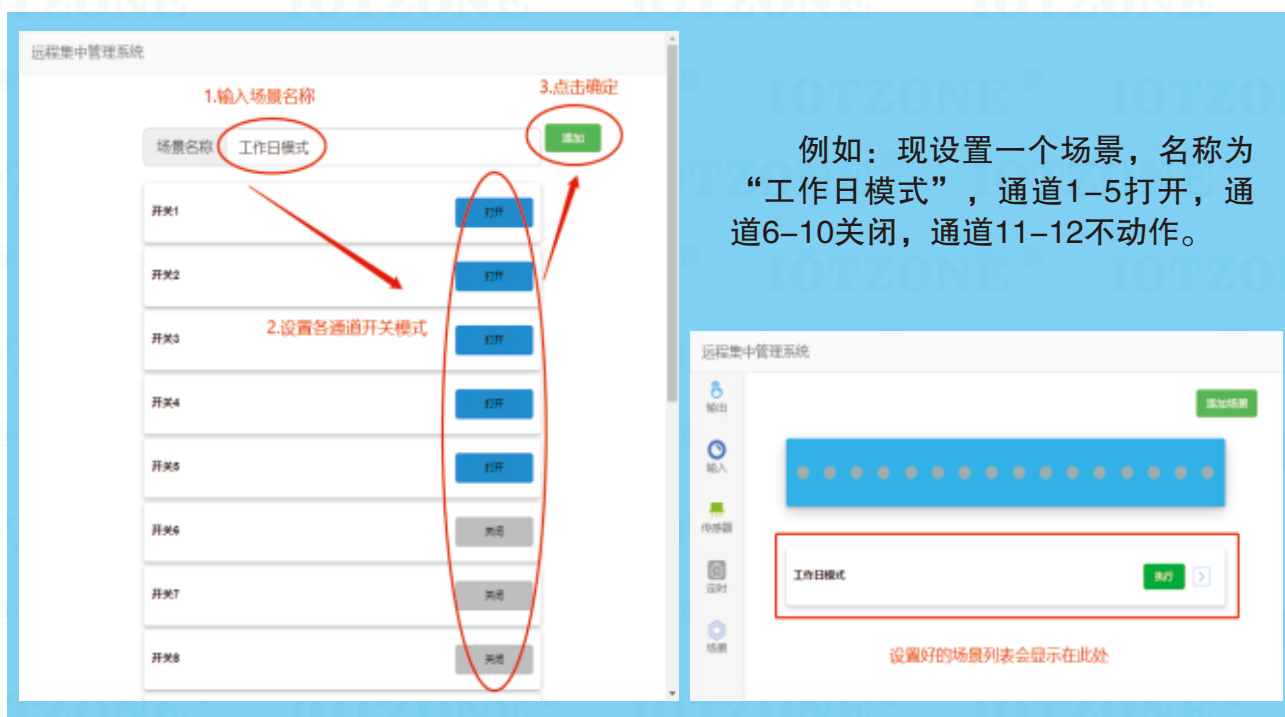 远程集中管理系统
1.输入场景名称
3.点击确定
场景名称 工作日模式 添加
开关1 打开
开关2 打开
2.设置各通道开关模式
开关3 打开
开关4 打开
开关5 打开
开关6 关闭
开关7 关闭
开关8 关闭
例如：现设置一个场景，名称为
“工作日模式”，通道1-5打开，通
道6-10关闭，通道11-12不动作。
远程集中管理系统
输出
添加场景
输入
传感器
工作日模式 执行
定时
场景
设置好的场景列表会显示在此处
IOTZONE®
IOTZONE®